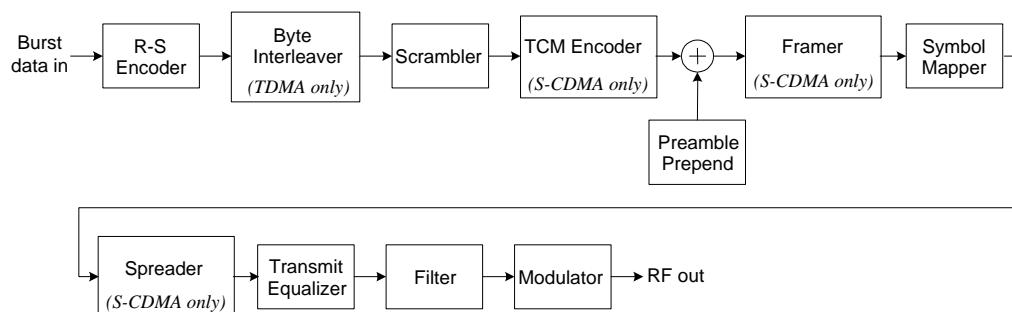 Burst
data in
R-S
Encoder
Byte
Interleaver
(TDMA only)
Scrambler
TCM Encoder
(S-CDMA only)
Preamble
Prepend
Framer
(S-CDMA only)
Symbol
Mapper
Spreader
(S-CDMA only)
Transmit
Equalizer
Filter
Modulator
RF out